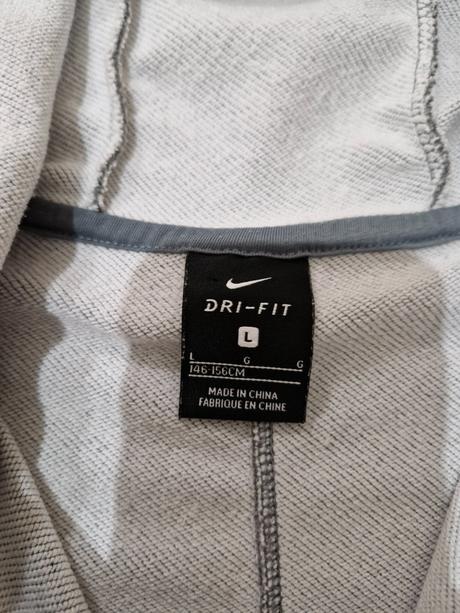 DRI-FIT
L
L G G
146-156CM
MADE IN CHINA
FABRIQUE EN CHINE